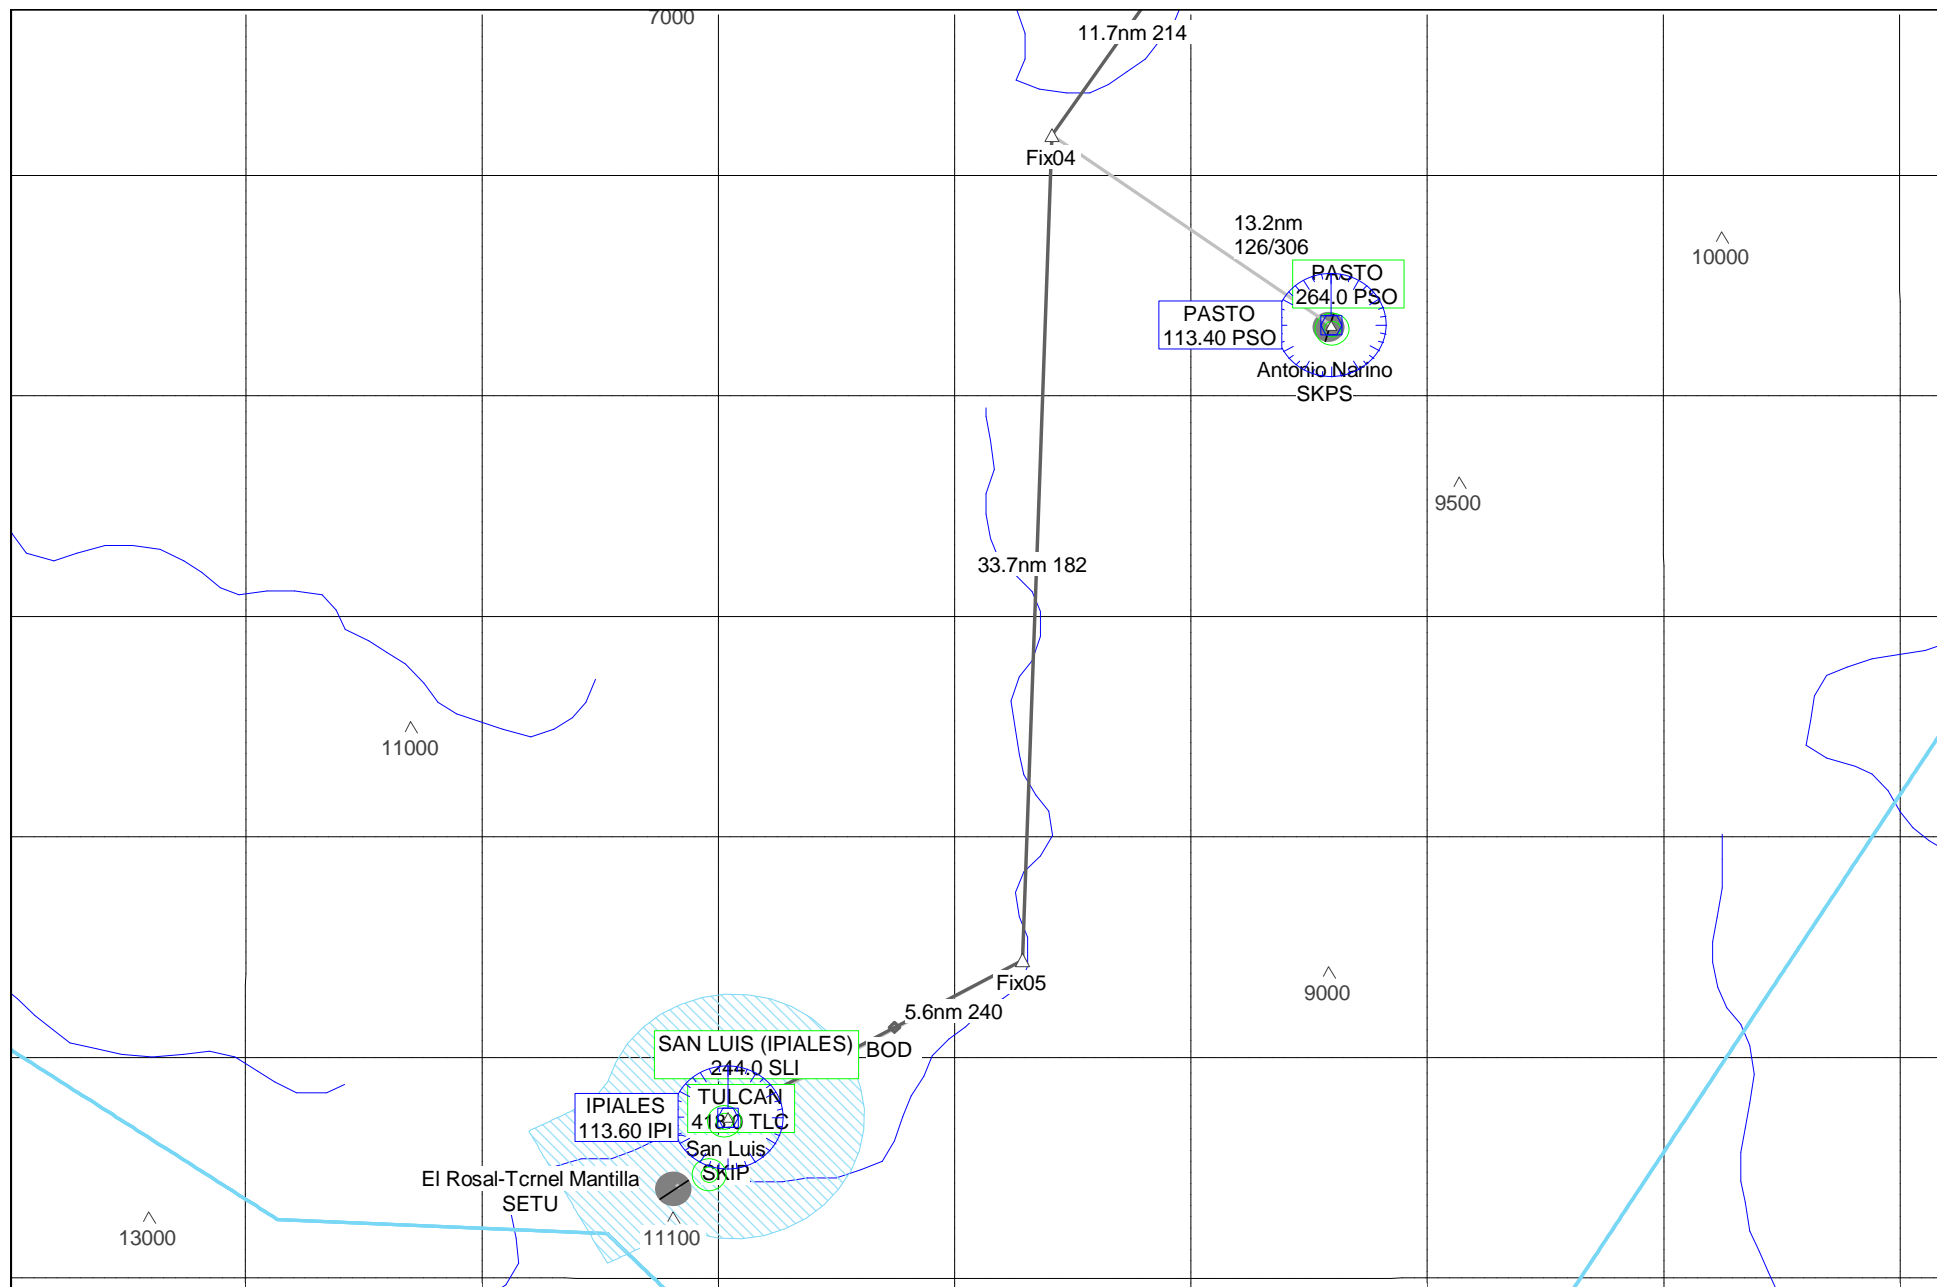 7000
11.7nm 214
Fix04
13.2nm
126/306
10000
PASTO
264.0 PSO
PASTO
113.40 PSO
Antonio Narino
SKPS
9500
33.7nm 182
11000
Fix05
9000
5.6nm 240
BOD
SAN LUIS (IPIALES)
244.0 SLI
TULCAN
418.0 TLC
IPIALES
113.60 IPI
San Luis
SKIP
El Rosal-Tcrnel Mantilla
SETU
13000
11100